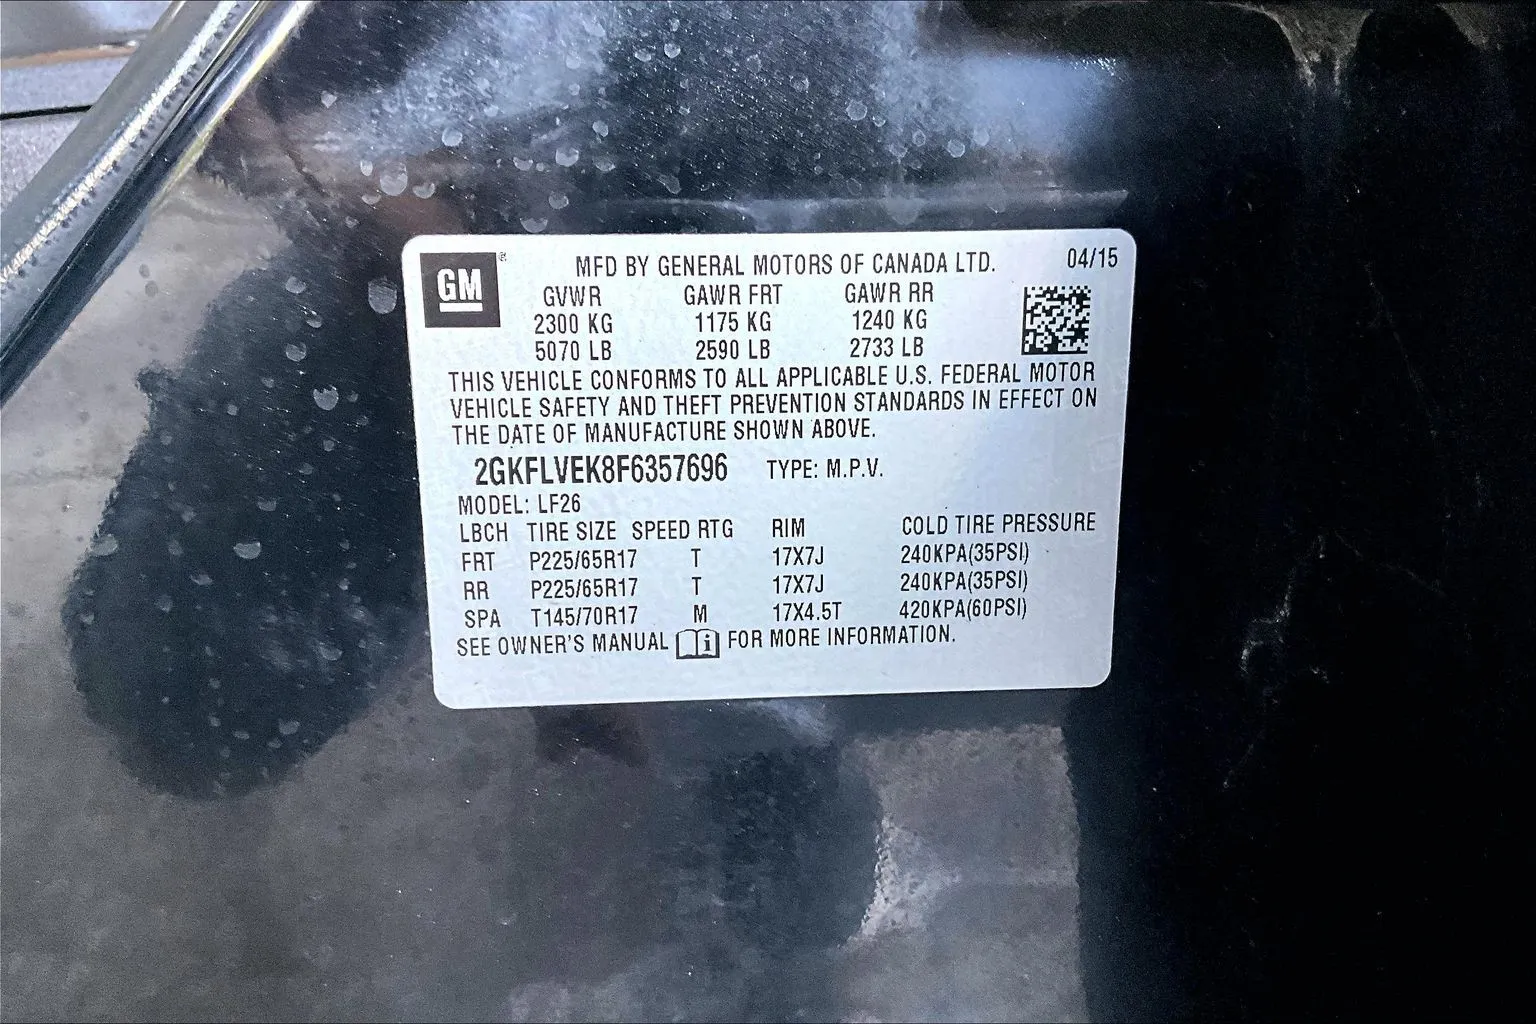 GM ®
MFD BY GENERAL MOTORS OF CANADA LTD. 04/15
GVWR GAWR FRT GAWR RR
2300 KG 1175 KG 1240 KG
5070 LB 2590 LB 2733 LB
THIS VEHICLE CONFORMS TO ALL APPLICABLE U.S. FEDERAL MOTOR
VEHICLE SAFETY AND THEFT PREVENTION STANDARDS IN EFFECT ON
THE DATE OF MANUFACTURE SHOWN ABOVE.
2GKFLVEK8F6357696 TYPE: M.P.V.
MODEL: LF26
LBCH TIRE SIZE SPEED RTG RIM COLD TIRE PRESSURE
FRT P225/65R17 T 17X7J 240KPA(35PSI)
RR P225/65R17 T 17X7J 240KPA(35PSI)
SPA T145/70R17 M 17X4.5T 420KPA(60PSI)
SEE OWNER'S MANUAL i FOR MORE INFORMATION.